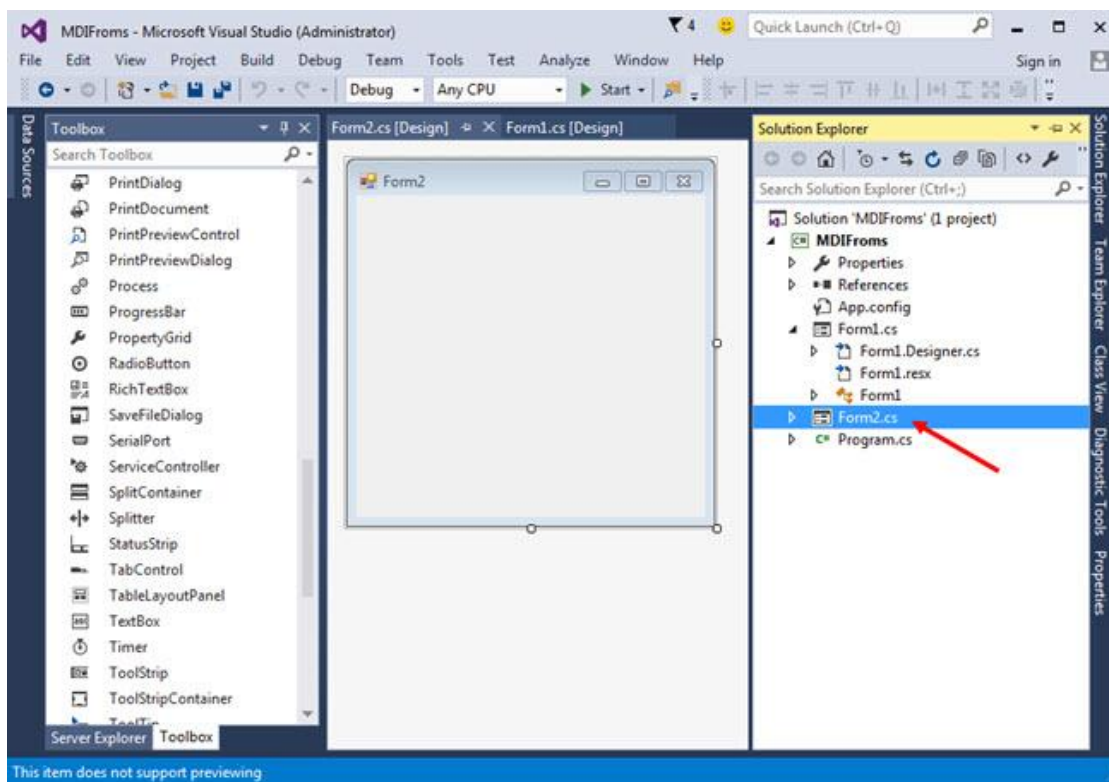 MDIFroms - Microsoft Visual Studio (Administrator)
4
Quick Launch (Ctrl+Q)
File Edit View Project Build Debug Team Tools Test Analyze Window Help
Sign in
Debug Any CPU Start
Data Sources
Toolbox
Search Toolbox
PrintDialog
PrintDocument
PrintPreviewControl
PrintPreviewDialog
Process
ProgressBar
PropertyGrid
RadioButton
RichTextBox
SaveFileDialog
SerialPort
ServiceController
SplitContainer
Splitter
StatusStrip
TabControl
TableLayoutPanel
TextBox
Timer
ToolStrip
ToolStripContainer
ToolTip
Server Explorer Toolbox
Form2.cs [Design] Form1.cs [Design]
Form2
Solution Explorer
Search Solution Explorer (Ctrl+;)
Solution 'MDIFroms' (1 project)
C# MDIFroms
Properties
References
App.config
Form1.cs
Form1.Designer.cs
Form1.resx
Form1
Form2.cs
C# Program.cs
Solution Explorer
Team Explorer
Class View
Diagnostic Tools
Properties
This item does not support previewing